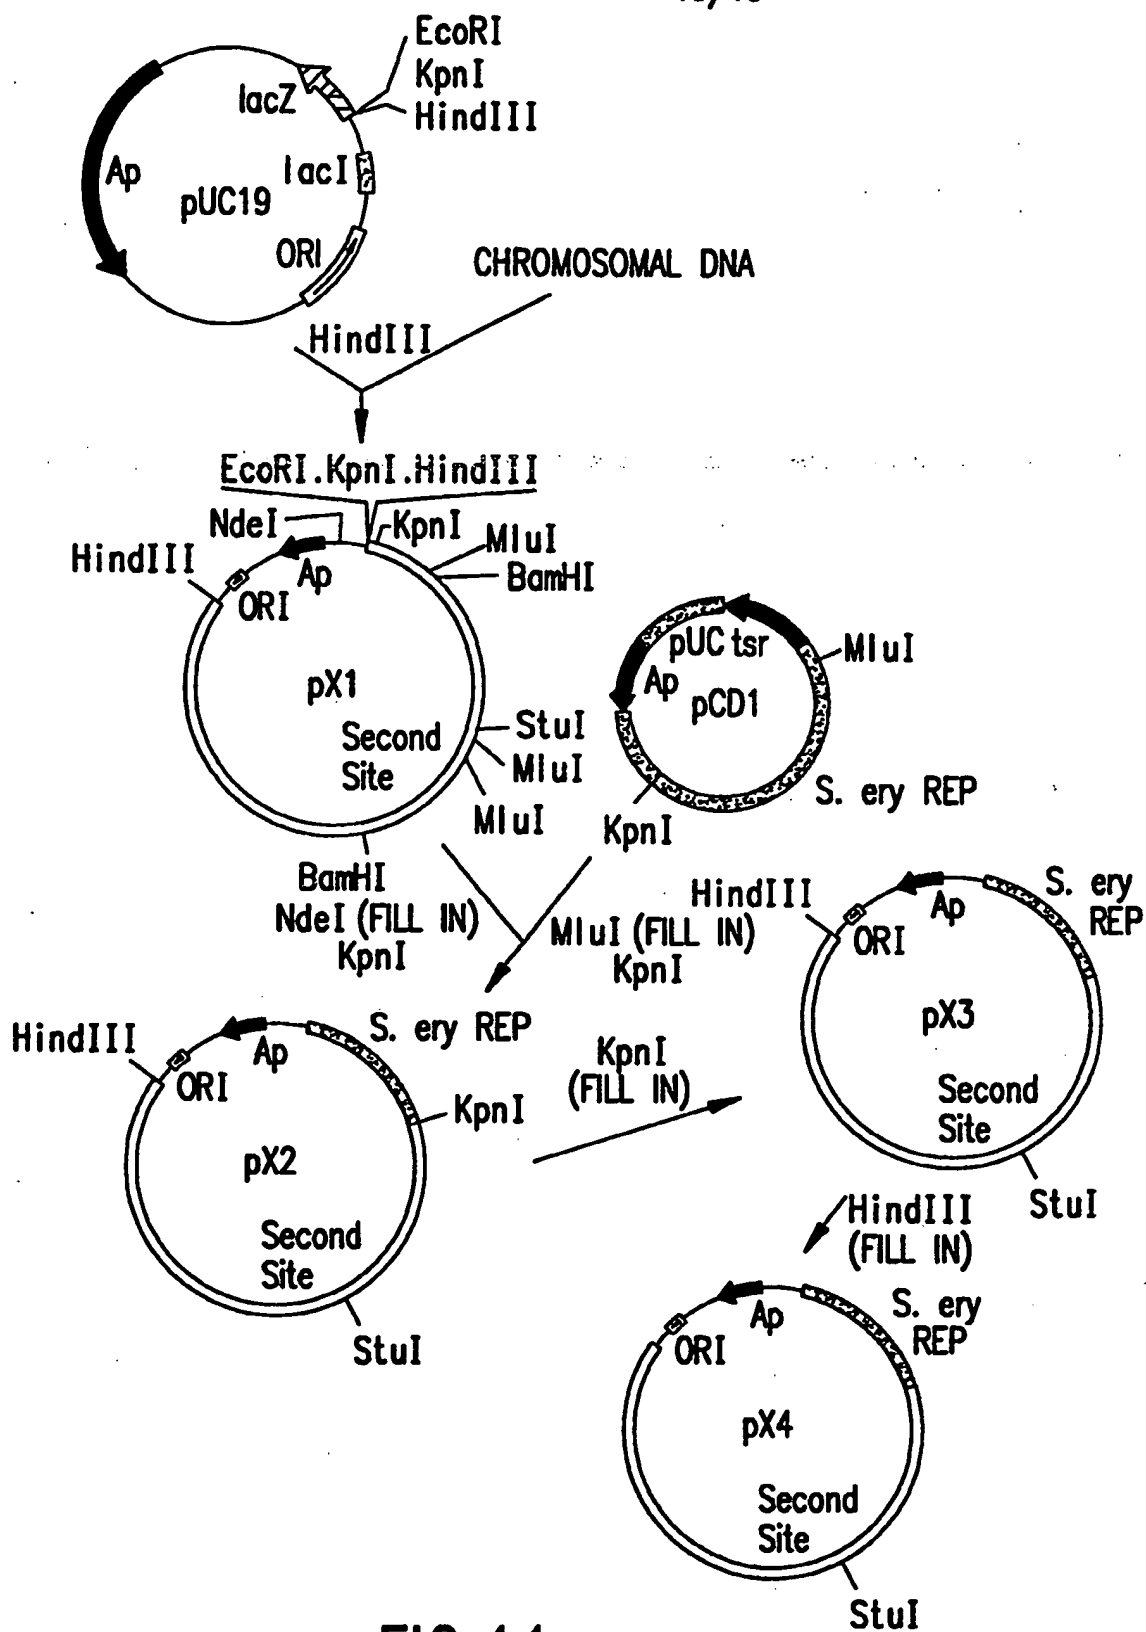 EcoRI
KpnI
HindIII
lacZ
lacI
Ap
pUC19
ORI
CHROMOSOMAL DNA
HindIII
EcoRI.KpnI.HindIII
NdeI
KpnI
MluI
BamHI
HindIII
Ap
ORI
pX1
StuI
Second
Site
MluI
MluI
BamHI
pUC tsr
MluI
Ap
pCD1
S. ery REP
KpnI
NdeI (FILL IN)
KpnI
MluI (FILL IN)
KpnI
HindIII
Ap
S. ery
REP
ORI
pX3
Second
Site
StuI
HindIII
Ap
S. ery REP
ORI
KpnI
pX2
Second
Site
StuI
KpnI
(FILL IN)
HindIII
(FILL IN)
Ap
S. ery
REP
ORI
pX4
Second
Site
StuI